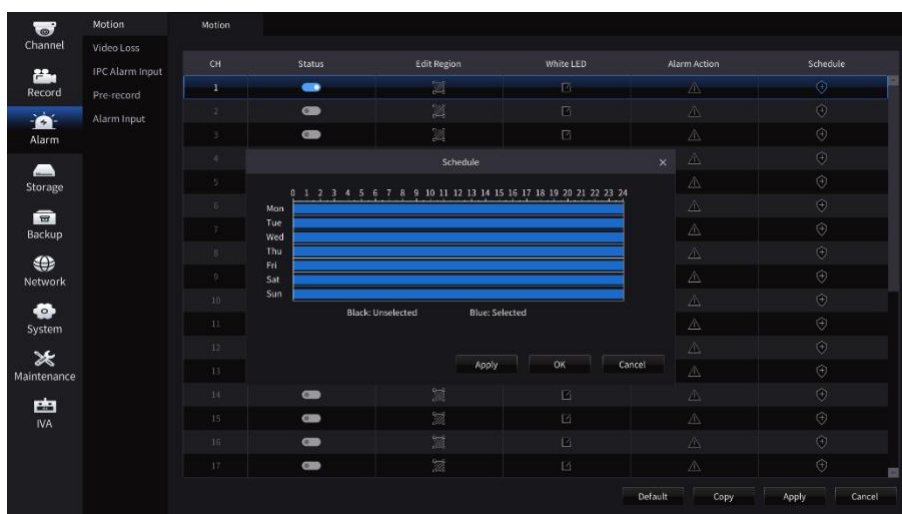 Channel
Record
Alarm
Storage
Backup
Network
System
Maintenance
IVA
Motion
Video Loss
IPC Alarm Input
Pre-record
Alarm Input
Motion
CH Status Edit Region White LED Alarm Action Schedule
1
2
3
4
5
6
7
8
9
10
11
12
13
14
15
16
17
Schedule
0 1 2 3 4 5 6 7 8 9 10 11 12 13 14 15 16 17 18 19 20 21 22 23 24
Mon
Tue
Wed
Thu
Fri
Sat
Sun
Black: Unselected Blue: Selected
Apply OK Cancel
Default Copy Apply Cancel